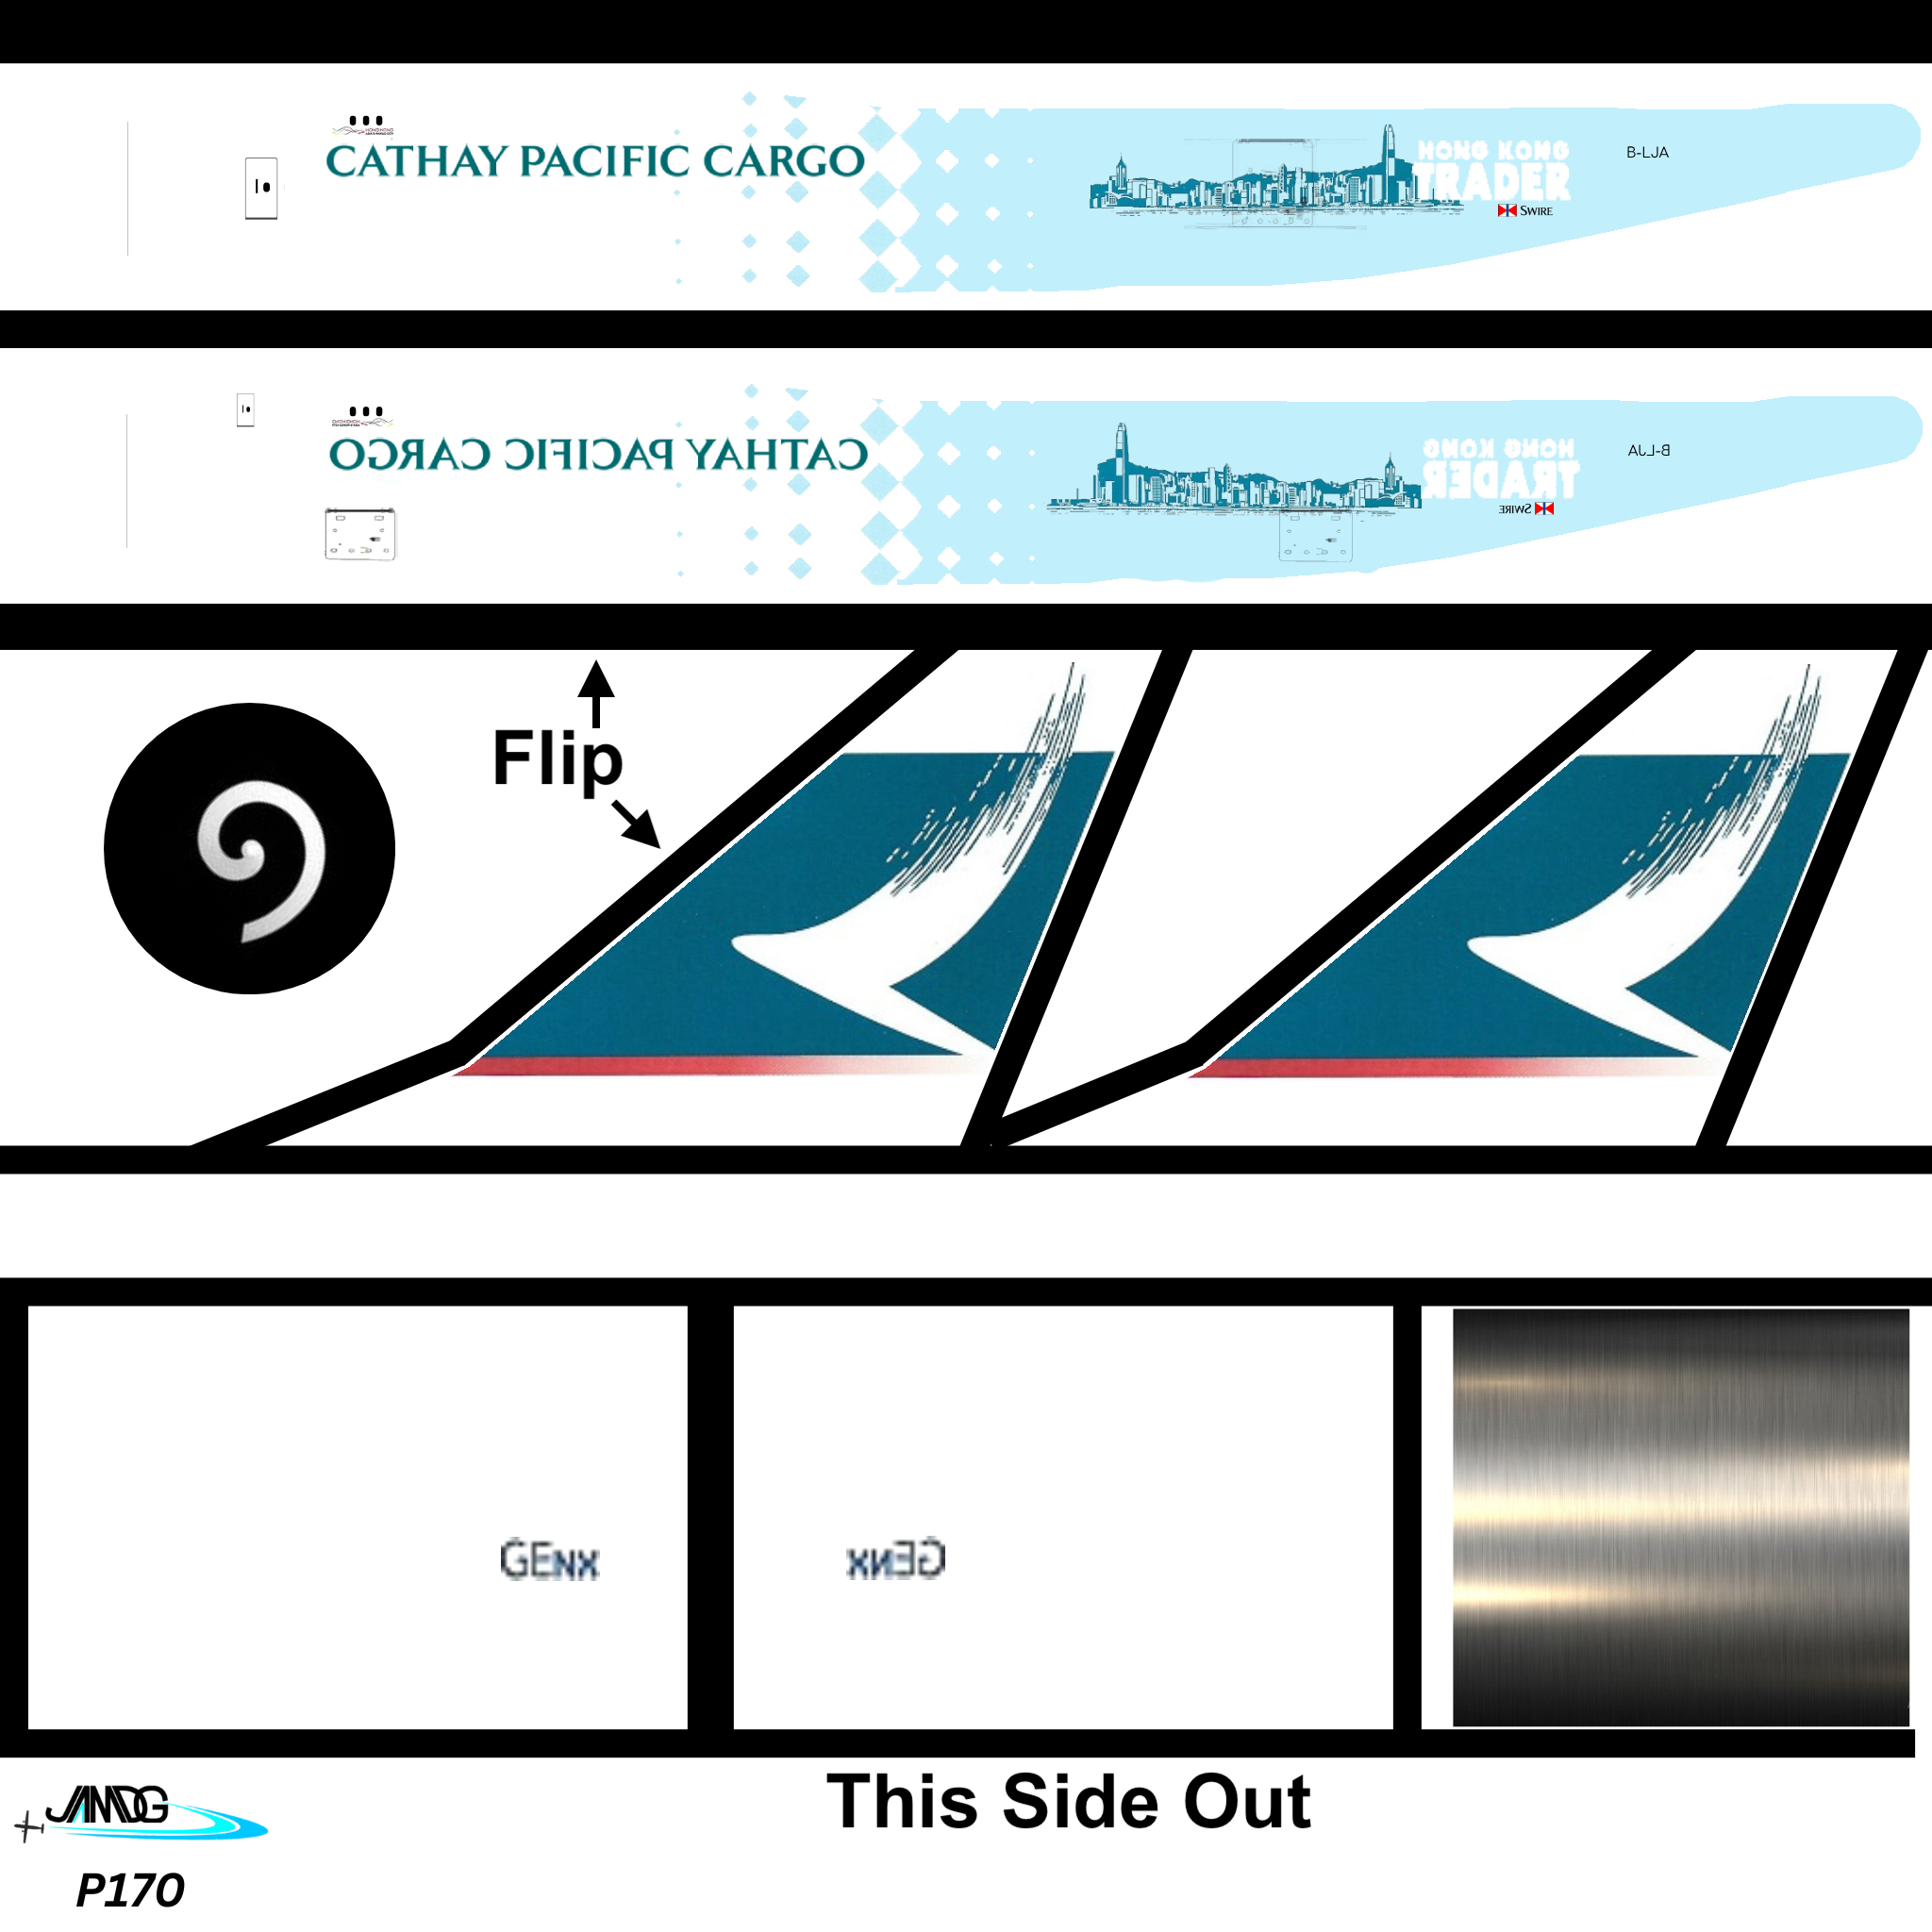 CATHAY PACIFIC CARGO
HONG KONG
TRADER
SWIRE
B-LJA
CATHAY PACIFIC CARGO
HONG KONG
TRADER
SWIRE
B-LJA
Flip
GEnx
GEnx
This Side Out
JAMDG
P170